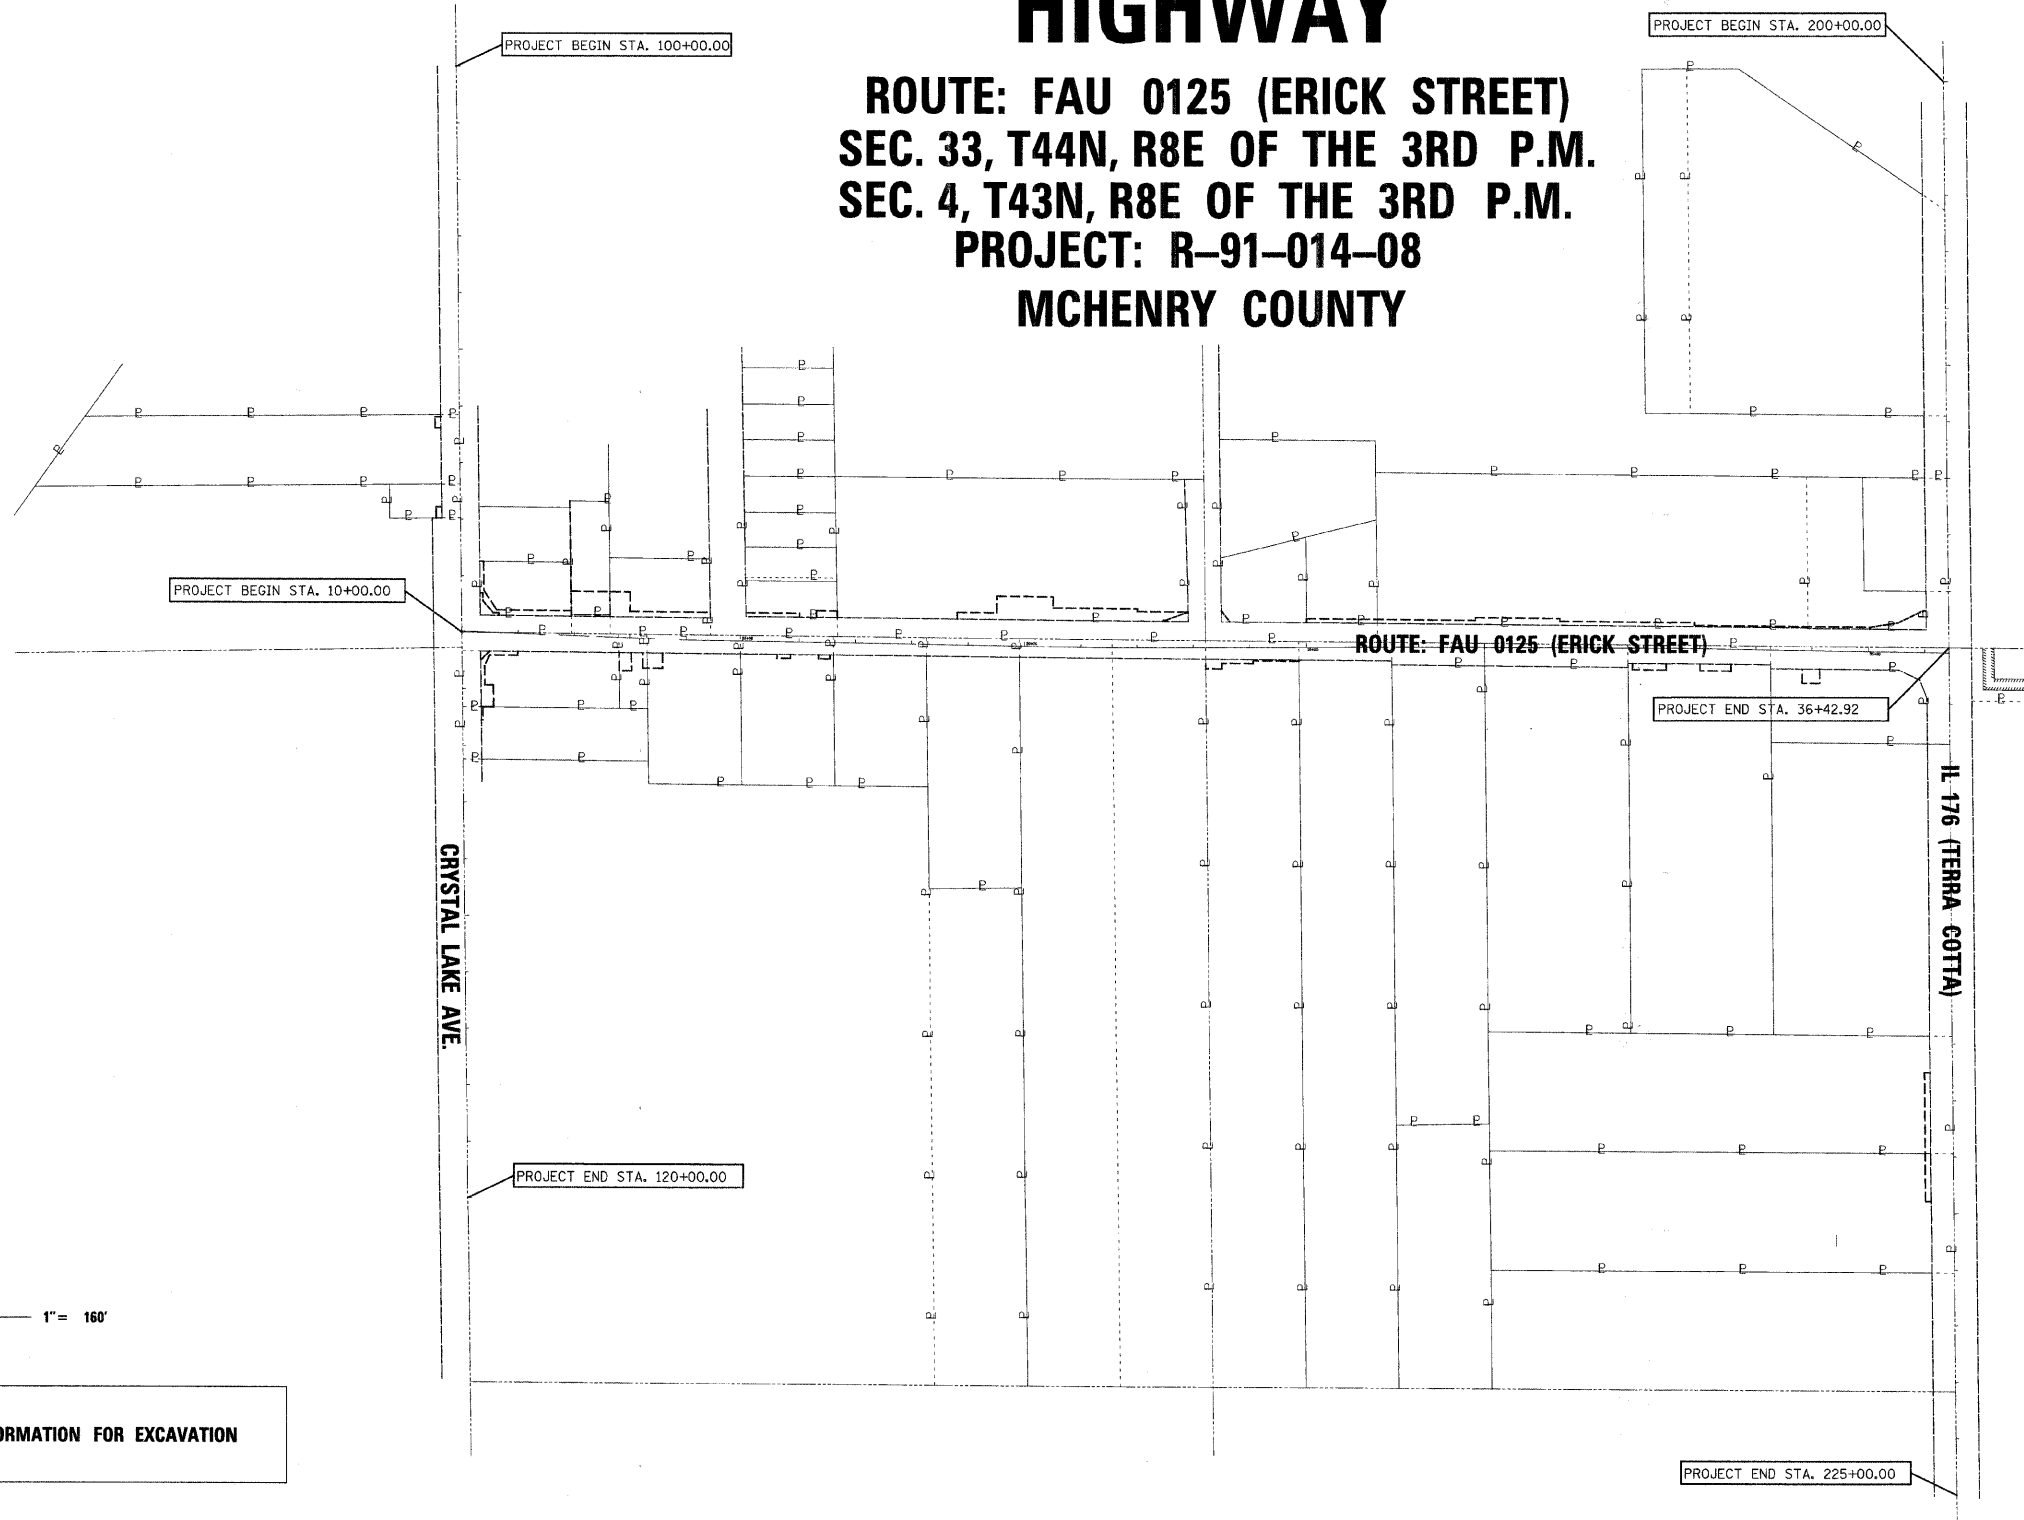 HIGHWAY
ROUTE: FAU 0125 (ERICK STREET)
SEC. 33, T44N, R8E OF THE 3RD P.M.
SEC. 4, T43N, R8E OF THE 3RD P.M.
PROJECT: R-91-014-08
MCHENRY COUNTY
PROJECT BEGIN STA. 100+00.00
PROJECT BEGIN STA. 200+00.00
PROJECT BEGIN STA. 10+00.00
ROUTE: FAU 0125 (ERICK STREET)
PROJECT END STA. 36+42.92
IL 176 (TERRA COTTA)
CRYSTAL LAKE AVE.
PROJECT END STA. 120+00.00
1"= 160'
ORMATION FOR EXCAVATION
PROJECT END STA. 225+00.00